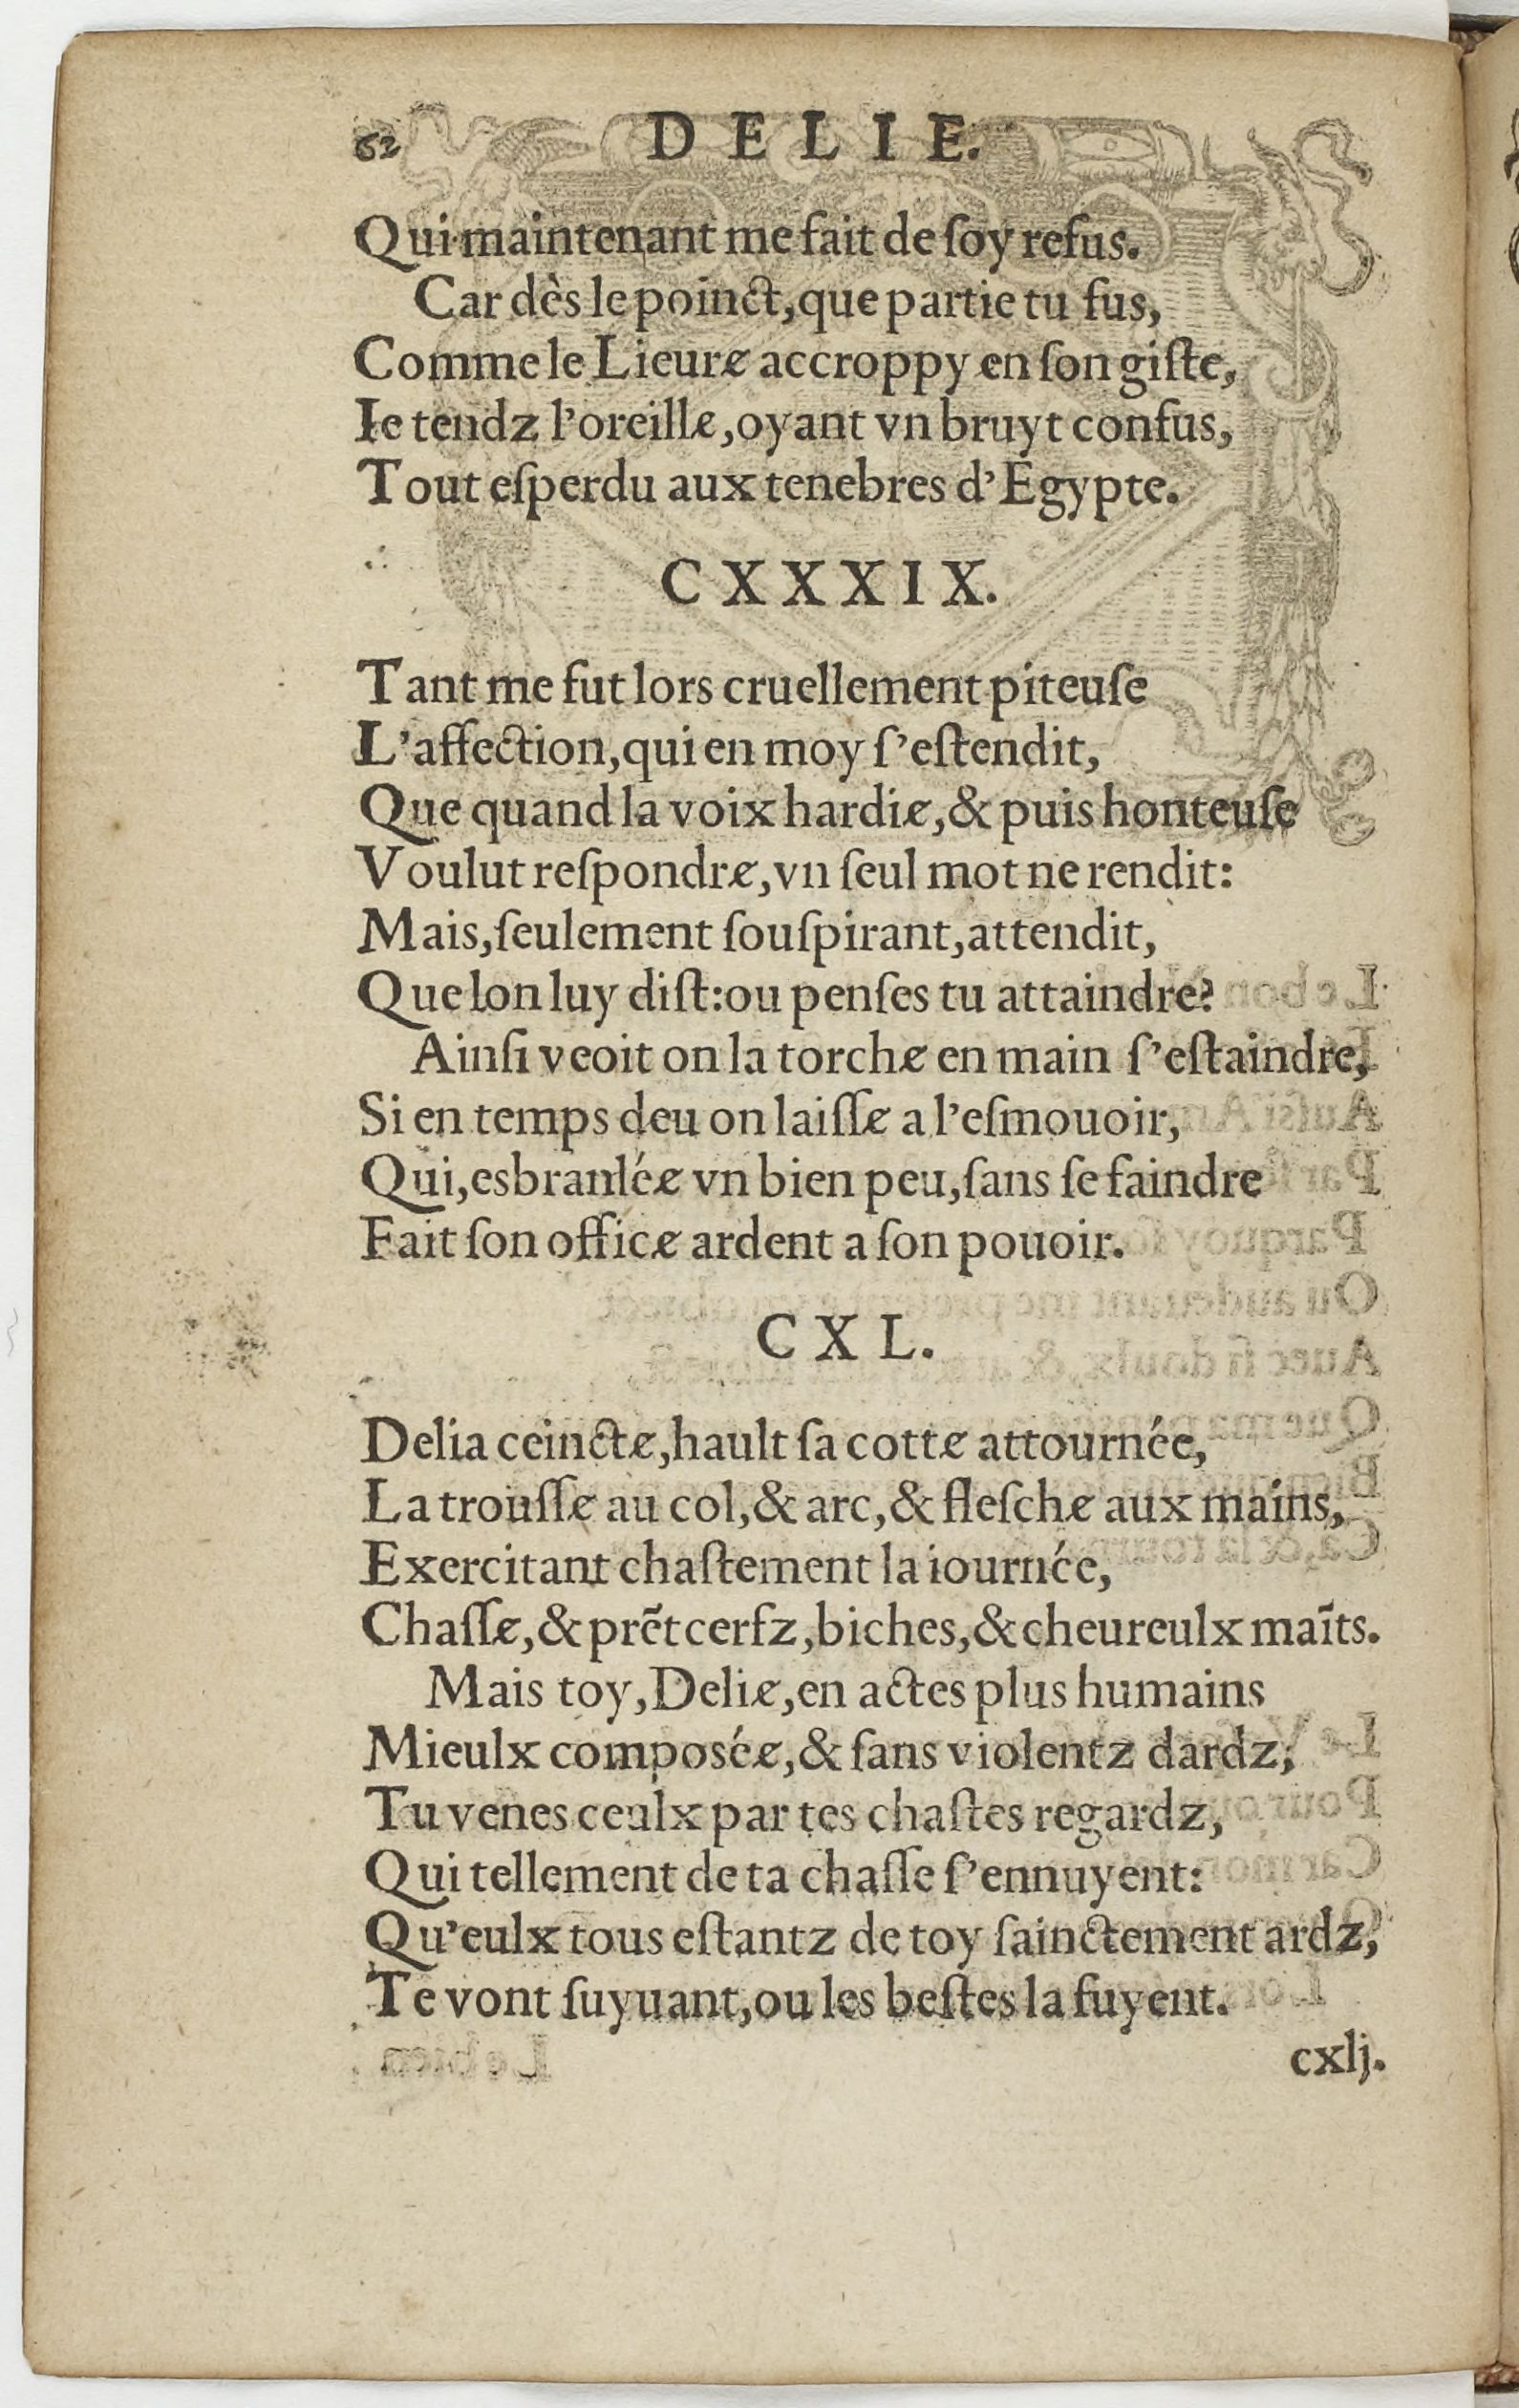 62 DELIE.
Qui maintenant me fait de ſoy refus.
Car dès le poinct, que partie tu fus,
Comme le Lieure accroppy en ſon giſte,
Ie tendz l'oreille, oyant vn bruyt confus,
Tout eſperdu aux tenebres d'Egypte.
CXXXIX.
Tant me fut lors cruellement piteuſe
L'affection, qui en moy ſ'eſtendit,
Que quand la voix hardie, & puis honteuſe
Voulut reſpondre, vn ſeul mot ne rendit:
Mais, ſeulement ſouſpirant, attendit,
Que lon luy diſt: ou penſes tu attaindre?
Ainſi veoit on la torche en main ſ'eſtaindre,
Si en temps deu on laiſſe a l'eſmouoir,
Qui, esbranlée vn bien peu, ſans ſe faindre
Fait ſon office ardent a ſon pouoir.
CXL.
Delia ceincte, hault ſa cotte attournée,
La trouſſe au col, & arc, & fleſche aux mains,
Exercitant chaſtement la iournée,
Chaſſe, & prẽt cerfz, biches, & cheureulx maĩts.
Mais toy, Delie, en actes plus humains
Mieulx composée, & ſans violentz dardz,
Tu venes ceulx par tes chaſtes regardz,
Qui tellement de ta chaſſe ſ'ennuyent:
Qu'eulx tous eſtantz de toy ſainctement ardz,
Te vont ſuyuant, ou les beſtes la fuyent.
cxlj.